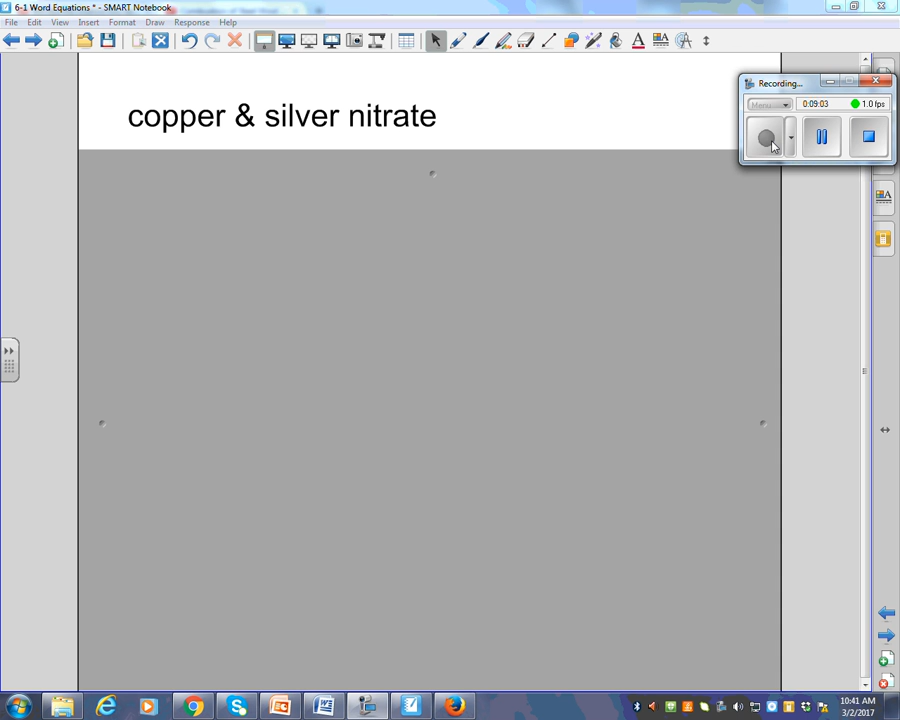 6-1 Word Equations * - SMART Notebook
File Edit View Insert Format Draw Response Help
copper & silver nitrate
Recording...
Menu
0:09:03
1.0 fps
10:41 AM
3/2/2017